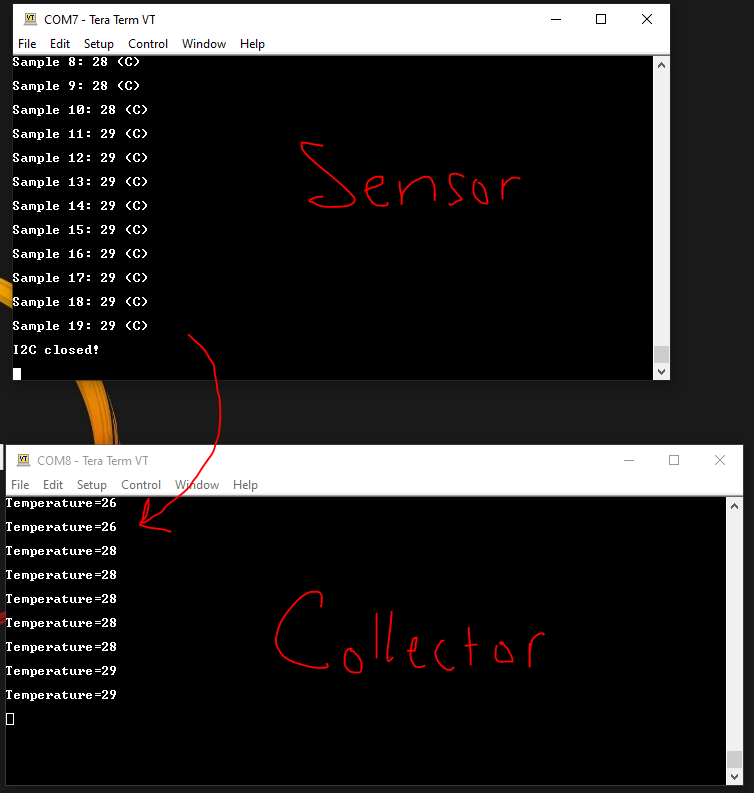 COM7 - Tera Term VT
File Edit Setup Control Window Help
Sample 8: 28 (C)
Sample 9: 28 (C)
Sample 10: 28 (C)
Sample 11: 29 (C)
Sample 12: 29 (C)
Sample 13: 29 (C)
Sample 14: 29 (C)
Sample 15: 29 (C)
Sample 16: 29 (C)
Sample 17: 29 (C)
Sample 18: 29 (C)
Sample 19: 29 (C)
I2C closed!
Sensor
COM8 - Tera Term VT
File Edit Setup Control Window Help
Temperature=26
Temperature=26
Temperature=28
Temperature=28
Temperature=28
Temperature=28
Temperature=28
Temperature=29
Temperature=29
Collector